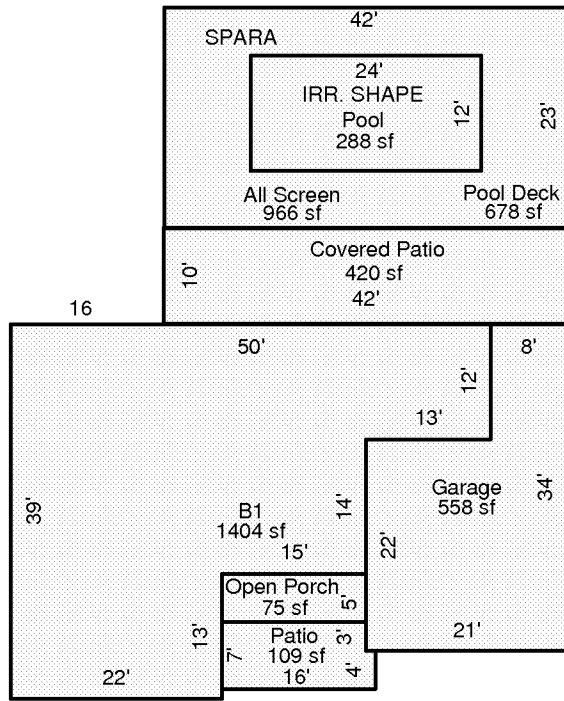 42'
SPARA
24'
IRR. SHAPE
Pool
288 sf
12'
23'
All Screen
966 sf
Pool Deck
678 sf
Covered Patio
420 sf
42'
10'
16
50'
8'
12'
13'
39'
B1
1404 sf
14'
15'
Garage
558 sf
34'
22'
Open Porch
75 sf
5'
21'
13'
Patio
109 sf
16'
7'
3'
4'
22'